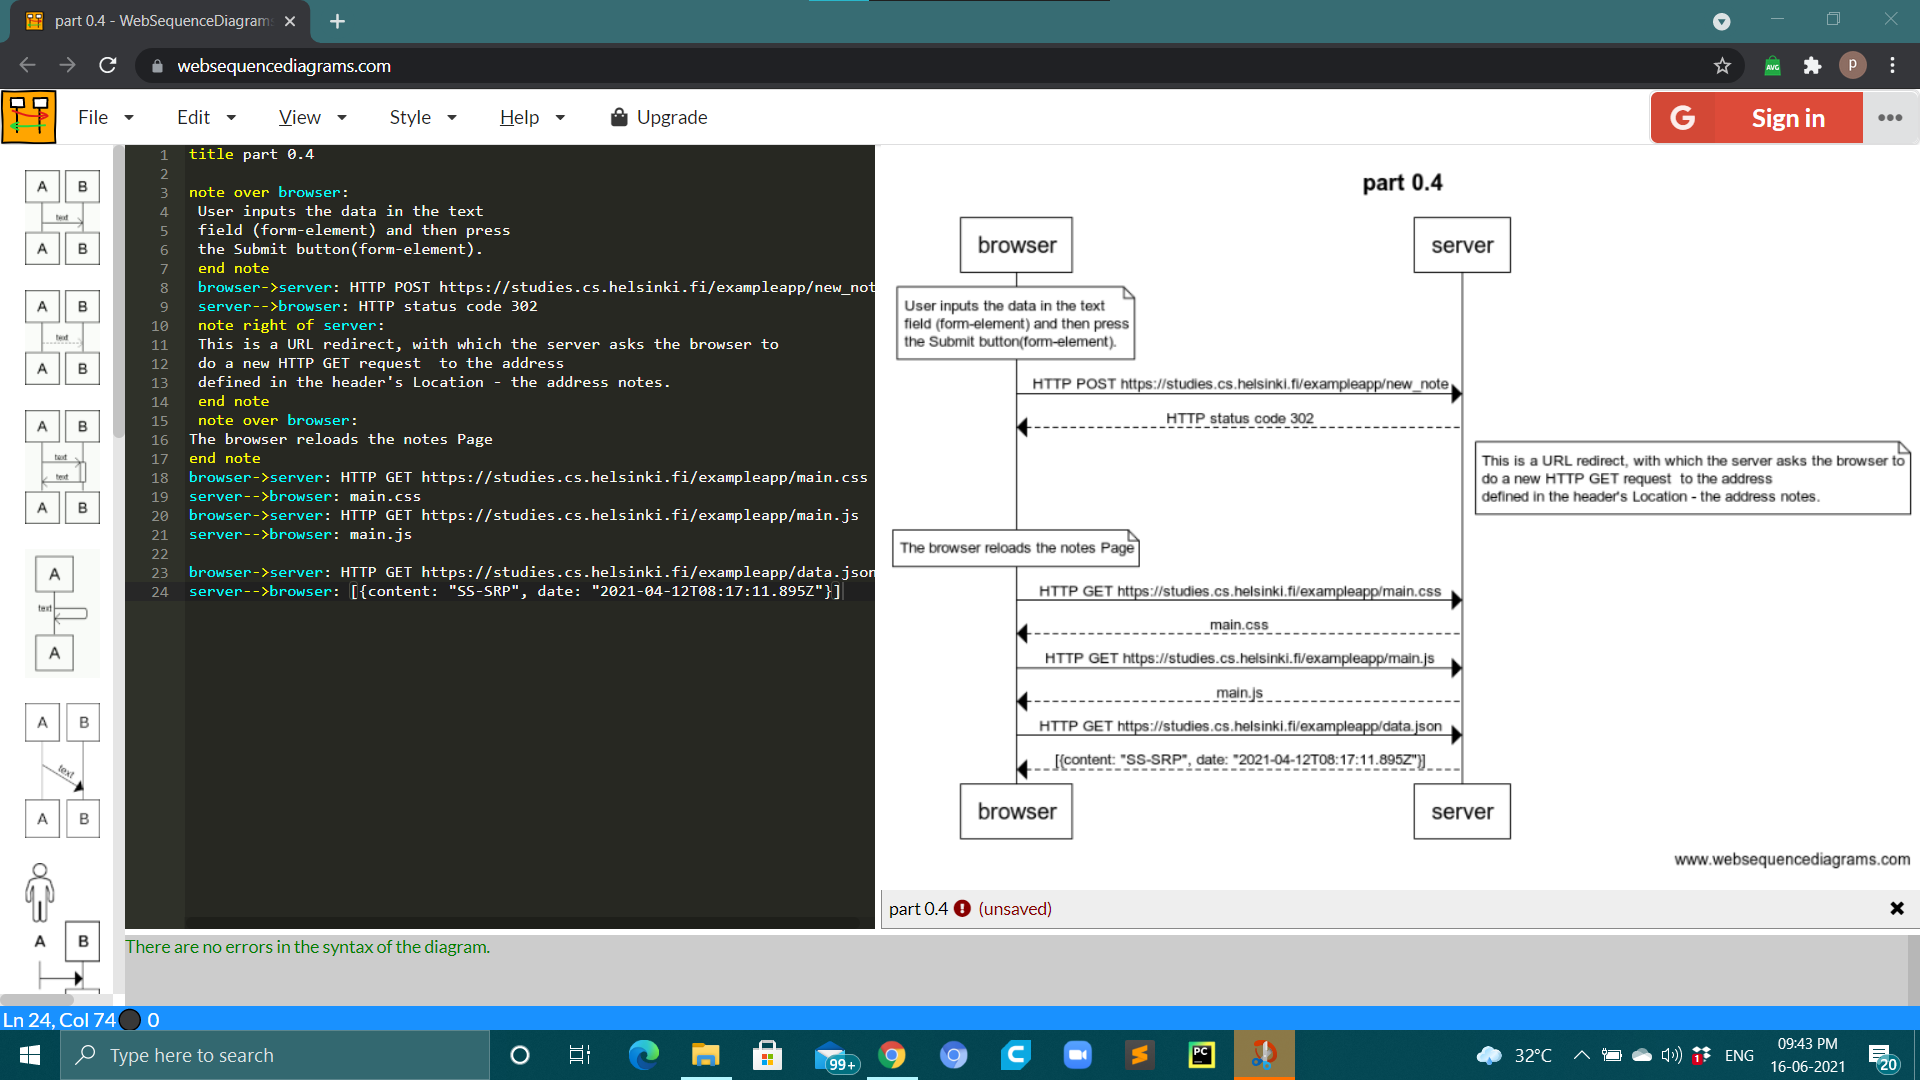 part 0.4 - WebSequenceDiagrams
websequencediagrams.com
AVG
P
File
Edit
View
Style
Help
Upgrade
G Sign in
A B
text
A B
A B
text
A B
A B
text
text
A B
A
text
A
A B
text
A B
A B
1 title part 0.4
2
3 note over browser:
4 User inputs the data in the text
5 field (form-element) and then press
6 the Submit button(form-element).
7 end note
8 browser->server: HTTP POST https://studies.cs.helsinki.fi/exampleapp/new_not
9 server-->browser: HTTP status code 302
10 note right of server:
11 This is a URL redirect, with which the server asks the browser to
12 do a new HTTP GET request  to the address
13 defined in the header's Location - the address notes.
14 end note
15 note over browser:
16 The browser reloads the notes Page
17 end note
18 browser->server: HTTP GET https://studies.cs.helsinki.fi/exampleapp/main.css
19 server-->browser: main.css
20 browser->server: HTTP GET https://studies.cs.helsinki.fi/exampleapp/main.js
21 server-->browser: main.js
22
23 browser->server: HTTP GET https://studies.cs.helsinki.fi/exampleapp/data.json
24 server-->browser: [{content: "SS-SRP", date: "2021-04-12T08:17:11.895Z"}]
part 0.4
browser server
User inputs the data in the text
field (form-element) and then press
the Submit button(form-element).
HTTP POST https://studies.cs.helsinki.fi/exampleapp/new_note
HTTP status code 302
This is a URL redirect, with which the server asks the browser to
do a new HTTP GET request  to the address
defined in the header's Location - the address notes.
The browser reloads the notes Page
HTTP GET https://studies.cs.helsinki.fi/exampleapp/main.css
main.css
HTTP GET https://studies.cs.helsinki.fi/exampleapp/main.js
main.js
HTTP GET https://studies.cs.helsinki.fi/exampleapp/data.json
[{content: "SS-SRP", date: "2021-04-12T08:17:11.895Z"}]
browser server
www.websequencediagrams.com
part 0.4 (unsaved)
There are no errors in the syntax of the diagram.
Ln 24, Col 74 0
Type here to search
99+
PC
32°C
1
ENG
09:43 PM
16-06-2021
20